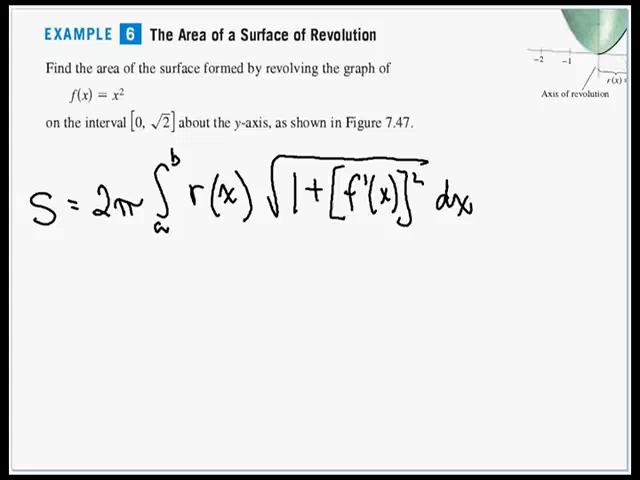 EXAMPLE 6 The Area of a Surface of Revolution
Find the area of the surface formed by revolving the graph of
f(x) = x²
on the interval [0, √2] about the y-axis, as shown in Figure 7.47.
-2 -1
r(x) =
Axis of revolution
S = 2π ∫ₐᵇ r(x) √(1 + [f'(x)]²) dx